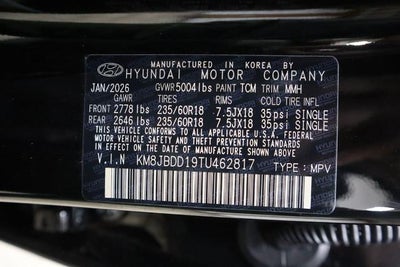 MANUFACTURED IN KOREA BY
HYUNDAI MOTOR COMPANY
JAN/2026 GVWR 5004 lbs PAINT TCM TRIM MMH
GAWR TIRES RIMS COLD TIRE INFL
FRONT 2778 lbs 235/60R18 7.5JX18 35psi SINGLE
REAR 2646 lbs 235/60R18 7.5JX18 35psi SINGLE
THIS VEHICLE CONFORMS TO ALL APPLICABLE U.S.A. FEDERAL
MOTOR VEHICLE SAFETY AND THEFT PREVENTION STANDARDS
IN EFFECT ON THE DATE OF MANUFACTURE SHOWN ABOVE.
V.I.N KM8JBDD19TU462817 TYPE: MPV